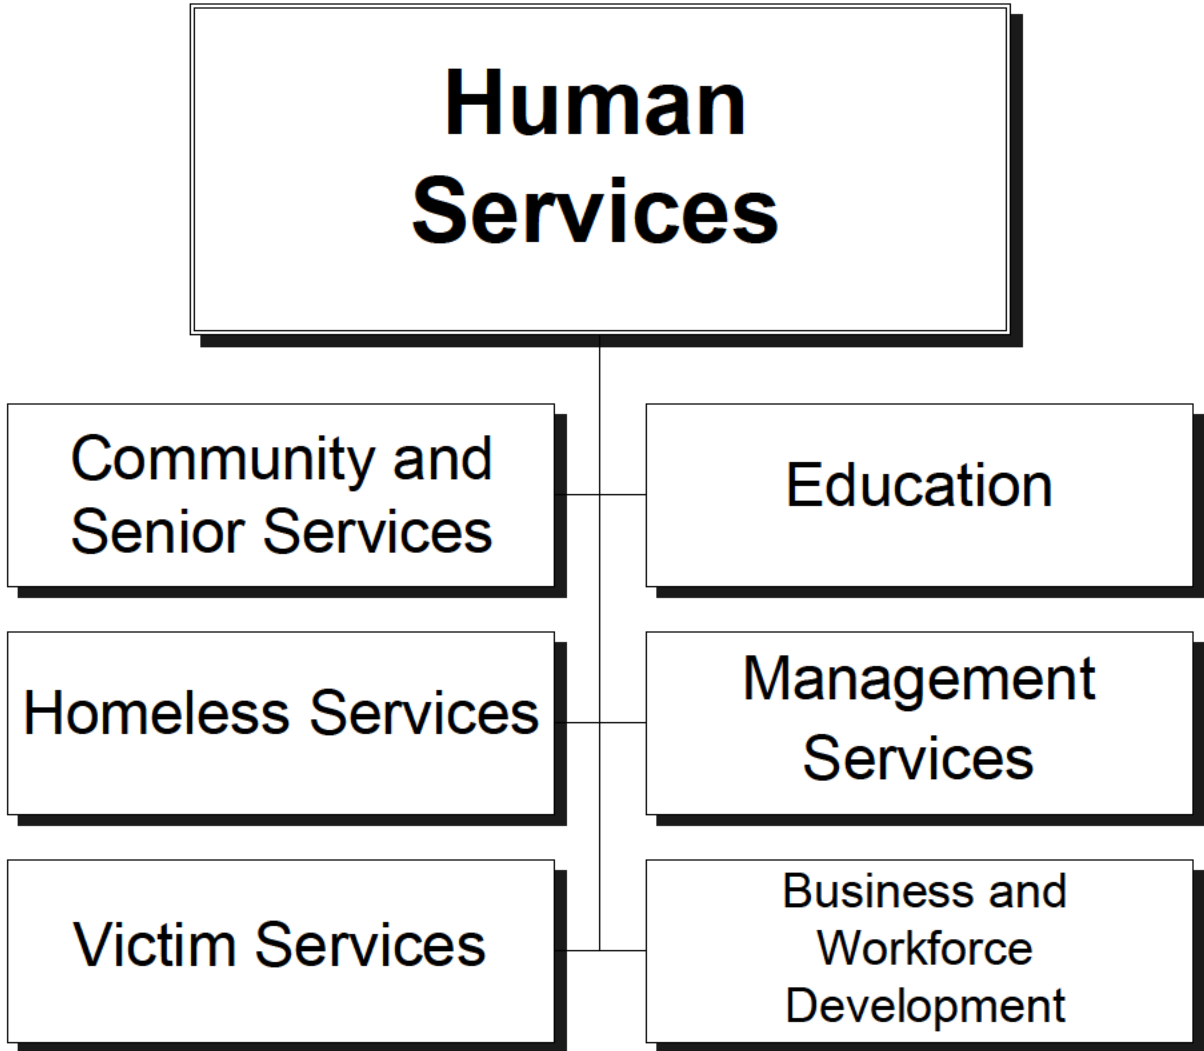 Human
Services
Community and
Senior Services
Education
Homeless Services
Management
Services
Victim Services
Business and
Workforce
Development